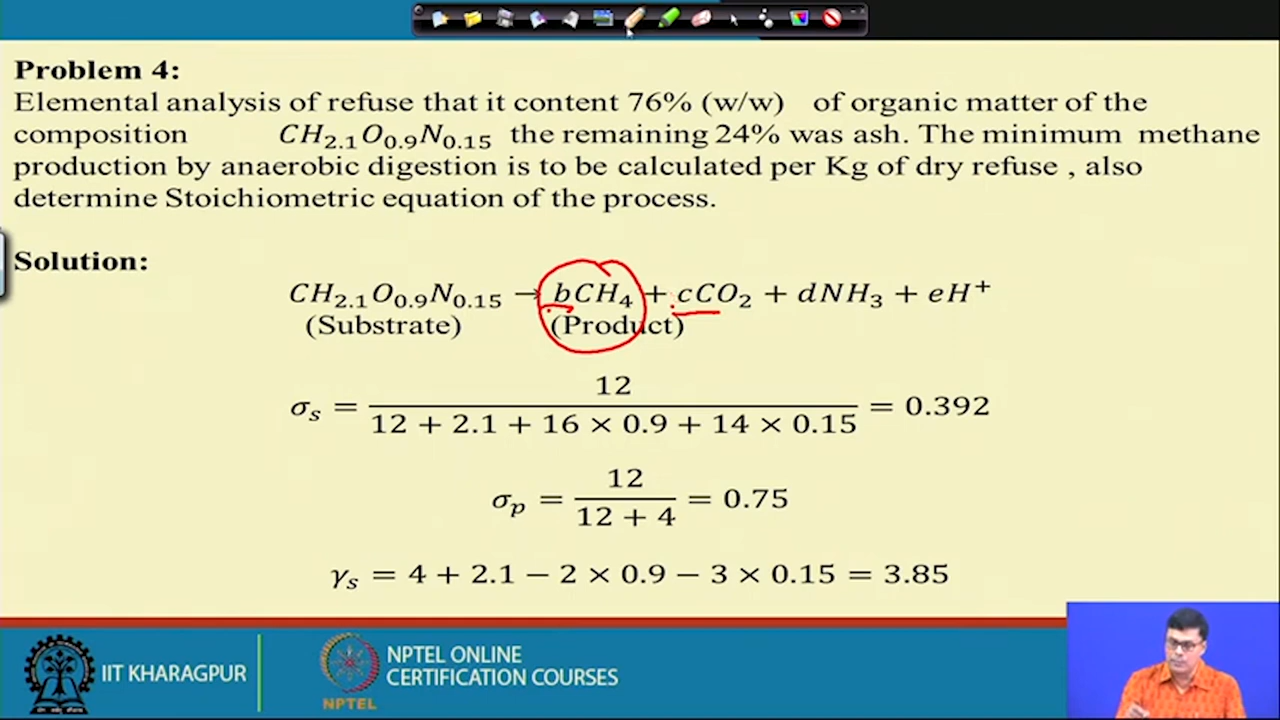 Problem 4:
Elemental analysis of refuse that it content 76% (w/w) of organic matter of the
composition CH₂.₁O₀.₉N₀.₁₅ the remaining 24% was ash. The minimum methane
production by anaerobic digestion is to be calculated per Kg of dry refuse , also
determine Stoichiometric equation of the process.
Solution:
CH₂.₁O₀.₉N₀.₁₅ → bCH₄ + cCO₂ + dNH₃ + eH⁺
(Substrate) (Product)
σₛ = 12 / (12 + 2.1 + 16 × 0.9 + 14 × 0.15) = 0.392
σₚ = 12 / (12 + 4) = 0.75
γₛ = 4 + 2.1 − 2 × 0.9 − 3 × 0.15 = 3.85
IIT KHARAGPUR
NPTEL
NPTEL ONLINE
CERTIFICATION COURSES